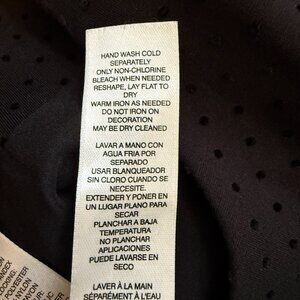 HAND WASH COLD
SEPARATELY
ONLY NON-CHLORINE
BLEACH WHEN NEEDED
RESHAPE, LAY FLAT TO
DRY
WARM IRON AS NEEDED
DO NOT IRON ON
DECORATION
MAY BE DRY CLEANED
LAVAR A MANO CON
AGUA FRIA POR
SEPARADO
USAR BLANQUEADOR
SIN CLORO CUANDO SE
NECESITE.
EXTENDER Y PONER EN
UN LUGAR PLANO PARA
SECAR
PLANCHAR A BAJA
TEMPERATURA
NO PLANCHAR
APLICACIONES
PUEDE LAVARSE EN
SECO
LAVER À LA MAIN
SÉPARÉMENT À L'EAU